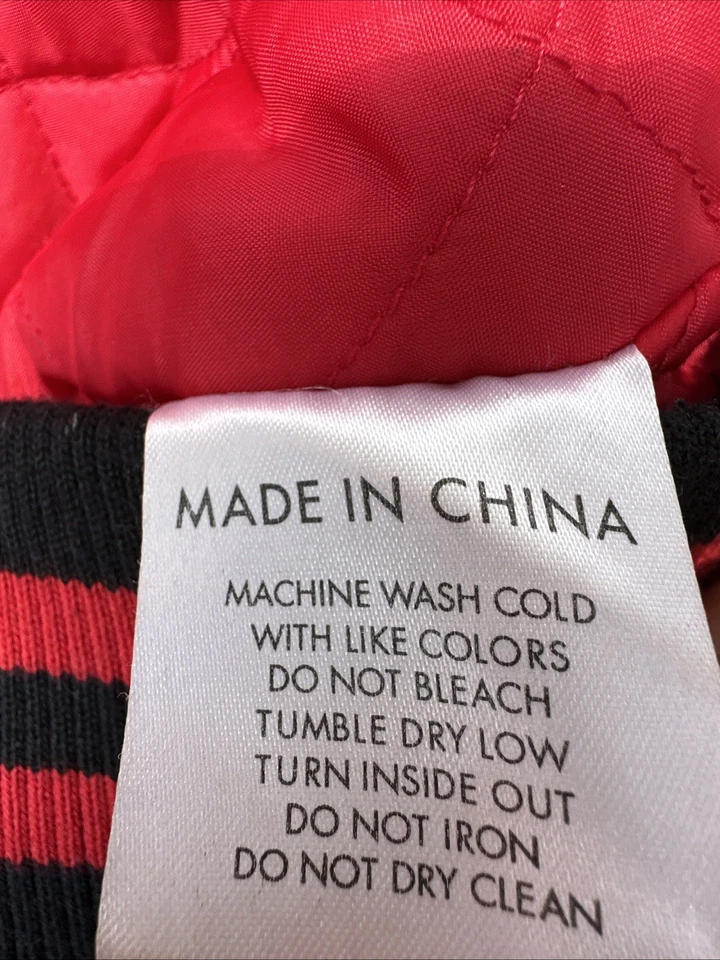 MADE IN CHINA
MACHINE WASH COLD
WITH LIKE COLORS
DO NOT BLEACH
TUMBLE DRY LOW
TURN INSIDE OUT
DO NOT IRON
DO NOT DRY CLEAN